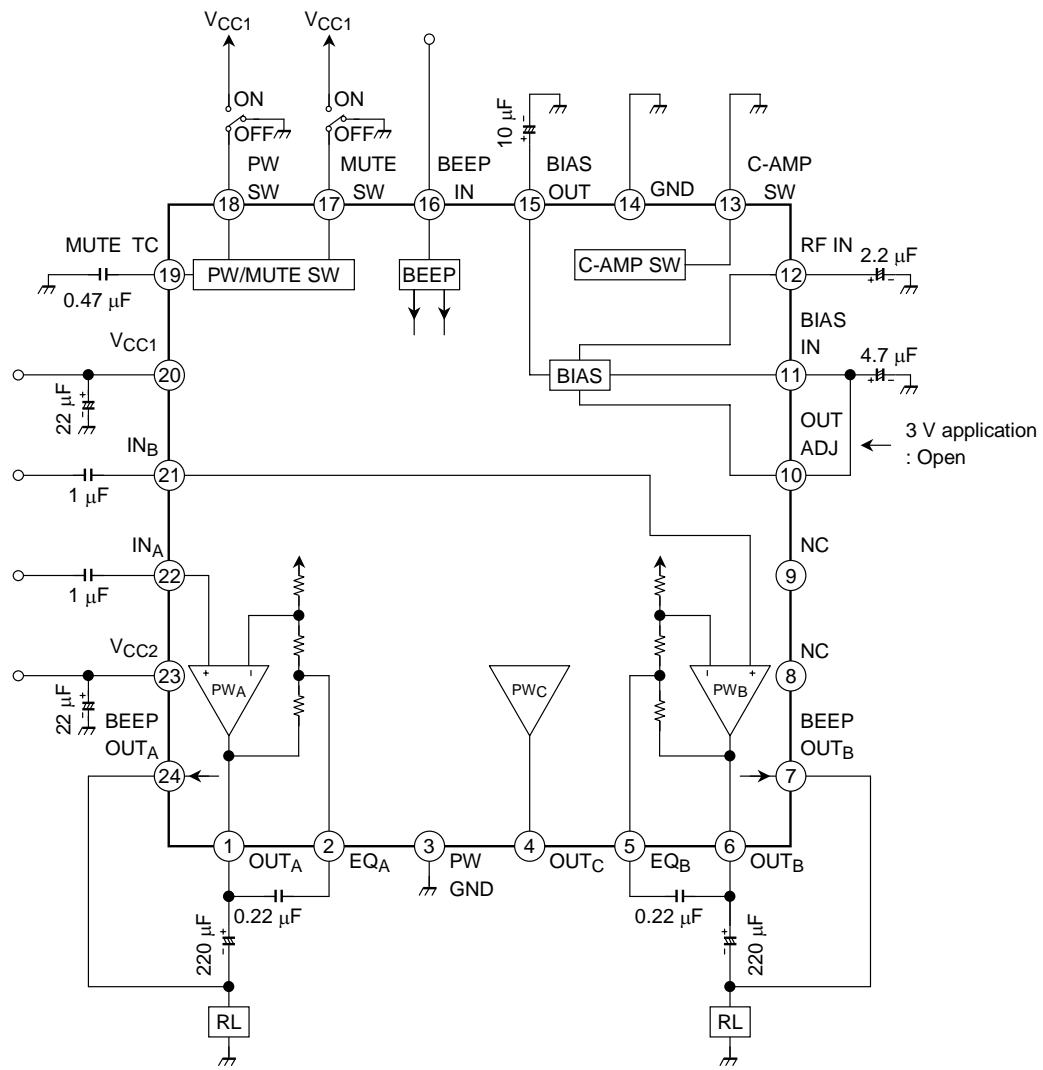 VCC1
VCC1
ON
ON
OFF
OFF
10 μF
PW
SW
MUTE
SW
BEEP
IN
BIAS
OUT
GND
C-AMP
SW
18
17
16
15
14
13
MUTE TC
19
0.47 μF
PW/MUTE SW
BEEP
C-AMP SW
RF IN
12
2.2 μF
+ −
VCC1
20
22 μF
BIAS
BIAS
IN
11
4.7 μF
+ −
OUT
ADJ
10
3 V application
: Open
INB
21
1 μF
INA
22
1 μF
NC
9
VCC2
23
22 μF
+ −
PWA
PWC
− +
PWB
NC
8
BEEP
OUTA
24
BEEP
OUTB
7
1
OUTA
2
EQA
3
PW
GND
4
OUTC
5
EQB
6
OUTB
0.22 μF
0.22 μF
220 μF
220 μF
RL
RL